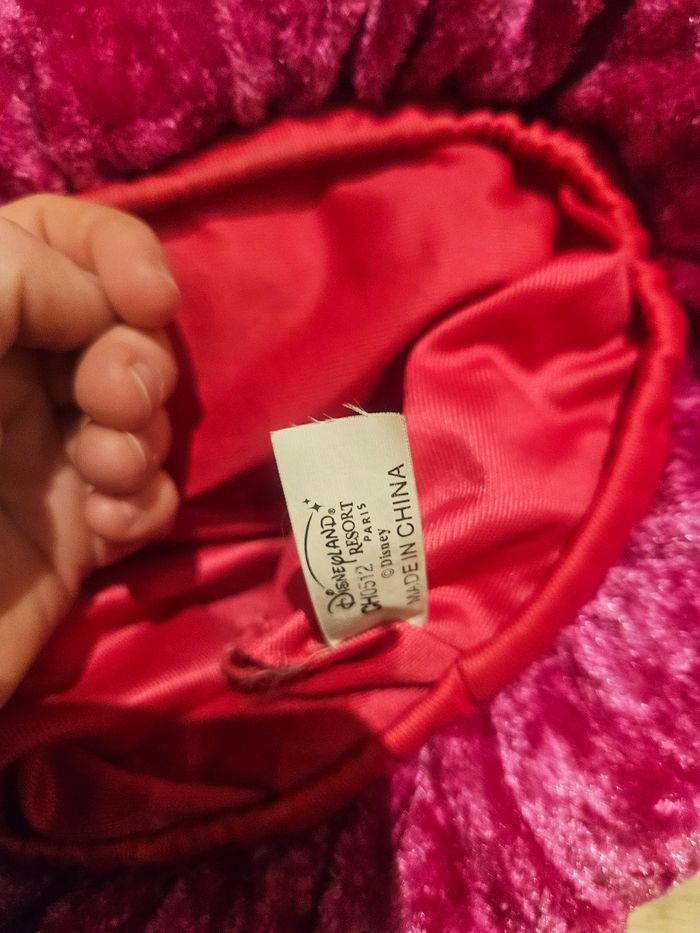 Disneyland®
RESORT
PARIS
CH0512
©Disney
MADE IN CHINA